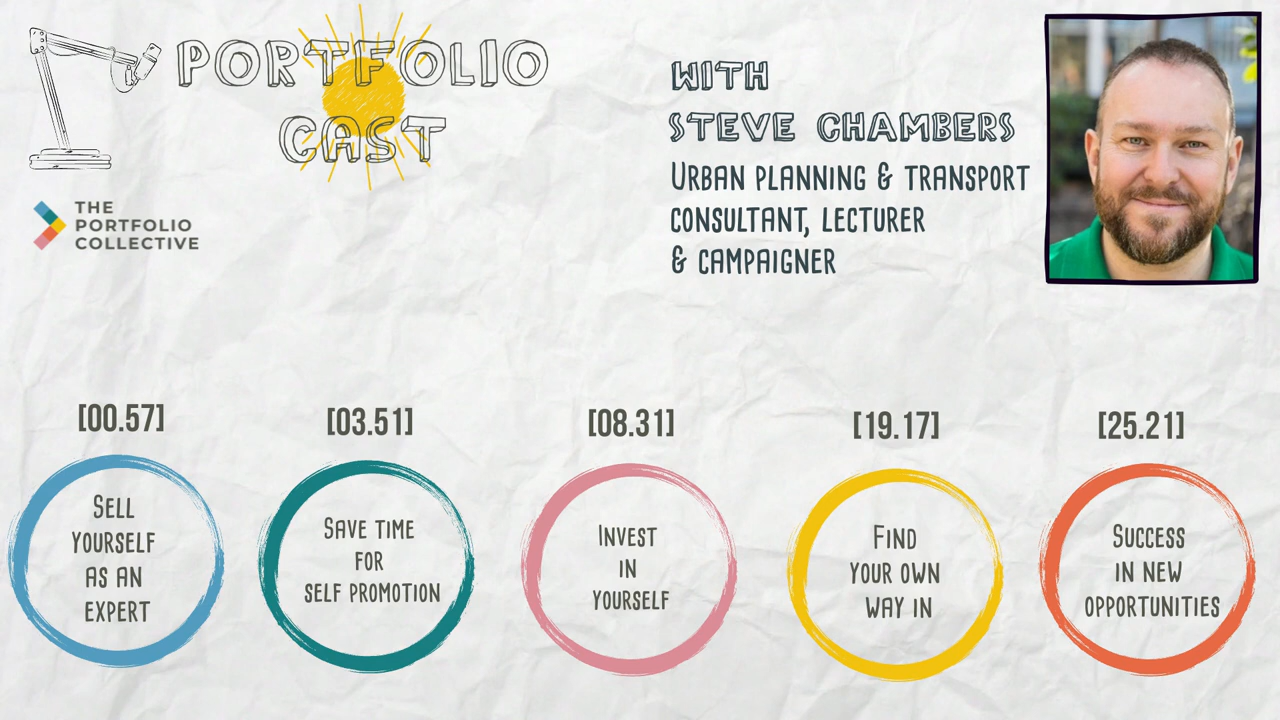 PORTFOLIO
CAST
THE
PORTFOLIO
COLLECTIVE
WITH
STEVE CHAMBERS
URBAN PLANNING & TRANSPORT
CONSULTANT, LECTURER
& CAMPAIGNER
[00.57]
SELL
YOURSELF
AS AN
EXPERT
[03.51]
SAVE TIME
FOR
SELF PROMOTION
[08.31]
INVEST
IN
YOURSELF
[19.17]
FIND
YOUR OWN
WAY IN
[25.21]
SUCCESS
IN NEW
OPPORTUNITIES